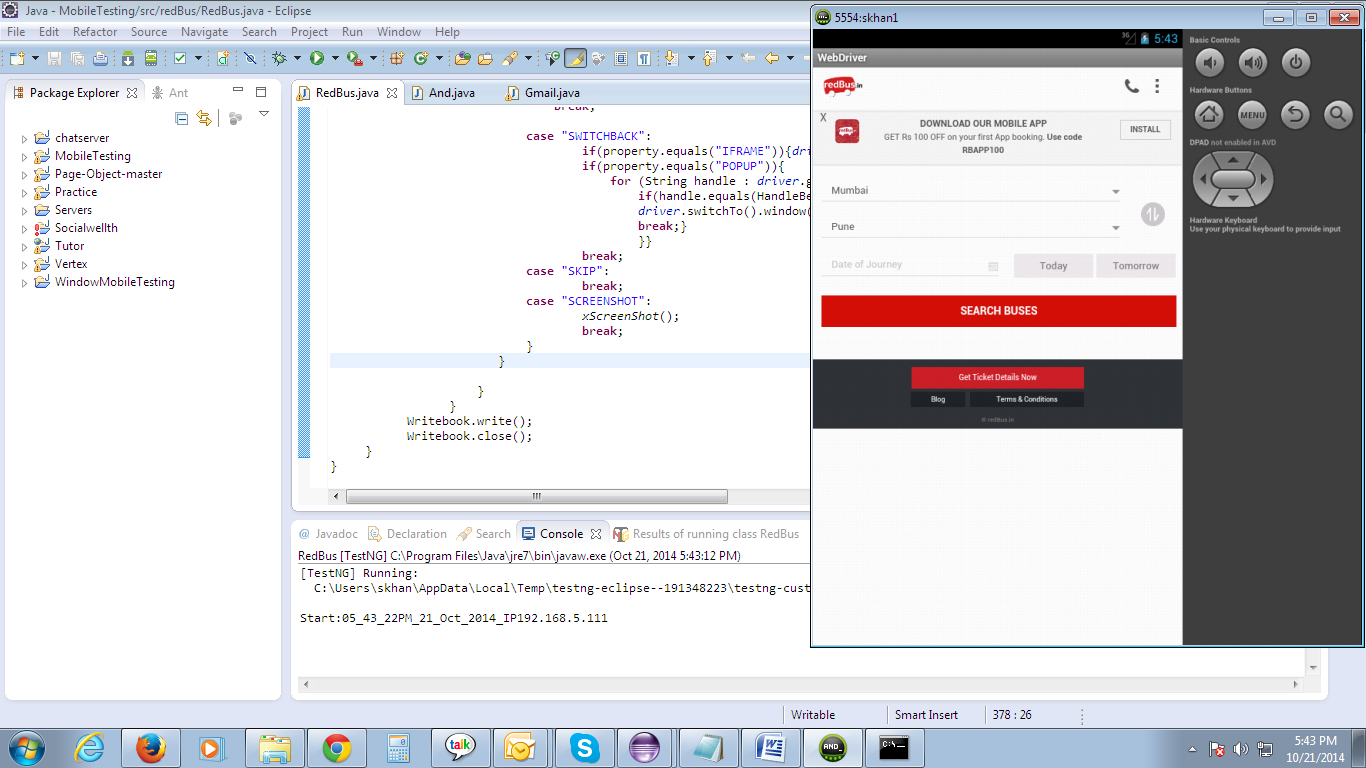 Java - MobileTesting/src/redBus/RedBus.java - Eclipse
File Edit Refactor Source Navigate Search Project Run Window Help
Package Explorer Ant
chatserver
MobileTesting
Page-Object-master
Practice
Servers
Socialwellth
Tutor
Vertex
WindowMobileTesting
RedBus.java And.java Gmail.java
break;
case "SWITCHBACK":
if(property.equals("IFRAME")){dri
if(property.equals("POPUP")){
for (String handle : driver.g
if(handle.equals(HandleBe
driver.switchTo().window(
break;}
}}
break;
case "SKIP":
break;
case "SCREENSHOT":
xScreenShot();
break;
}
}
}
}
Writebook.write();
Writebook.close();
}
}
@ Javadoc Declaration Search Console Results of running class RedBus
RedBus [TestNG] C:\Program Files\Java\jre7\bin\javaw.exe (Oct 21, 2014 5:43:12 PM)
[TestNG] Running:
C:\Users\skhan\AppData\Local\Temp\testng-eclipse--191348223\testng-cust
Start:05_43_22PM_21_Oct_2014_IP192.168.5.111
Writable Smart Insert 378 : 26
5554:skhan1
3G 5:43
WebDriver
redBus.in
X
DOWNLOAD OUR MOBILE APP
GET Rs 100 OFF on your first App booking. Use code
RBAPP100
INSTALL
Mumbai
Pune
Date of Journey Today Tomorrow
SEARCH BUSES
Get Ticket Details Now
Blog Terms & Conditions
© redBus.in
Basic Controls
Hardware Buttons
MENU
DPAD not enabled in AVD
Hardware Keyboard
Use your physical keyboard to provide input
talk
AND
C:\_
5:43 PM
10/21/2014